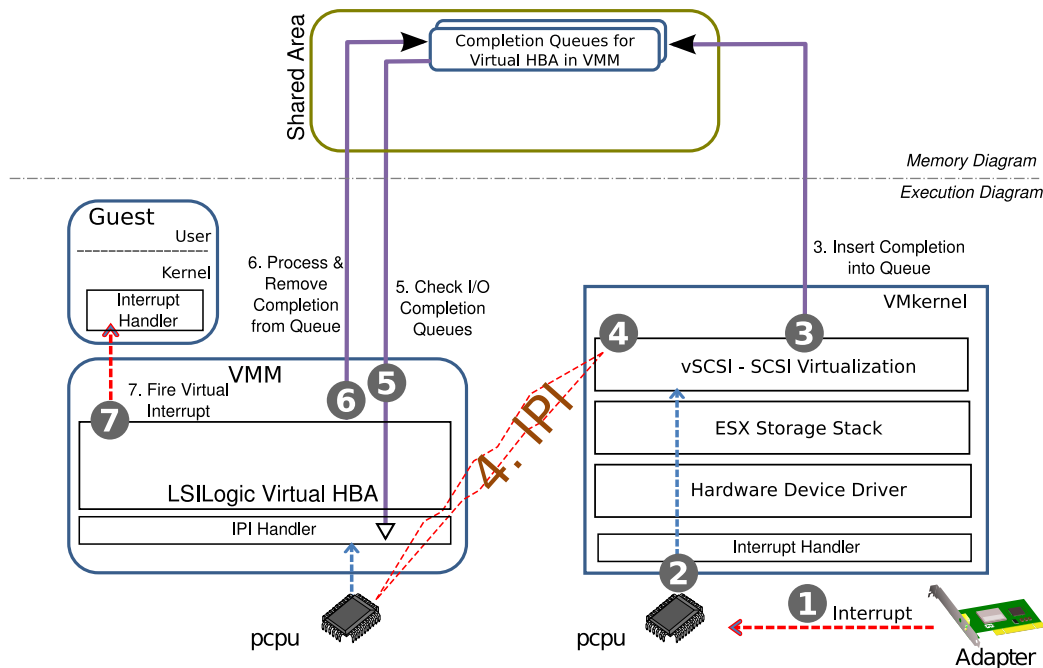 Shared Area
Completion Queues for
Virtual HBA in VMM
Memory Diagram
Execution Diagram
Guest
User
Kernel
Interrupt
Handler
6. Process &
Remove
Completion
from Queue
5. Check I/O
Completion
Queues
3. Insert Completion
into Queue
VMkernel
4
3
vSCSI - SCSI Virtualization
ESX Storage Stack
Hardware Device Driver
Interrupt Handler
2
VMM
7. Fire Virtual
Interrupt
7
6
5
LSILogic Virtual HBA
IPI Handler
4. IPI
pcpu
pcpu
1
Interrupt
Adapter